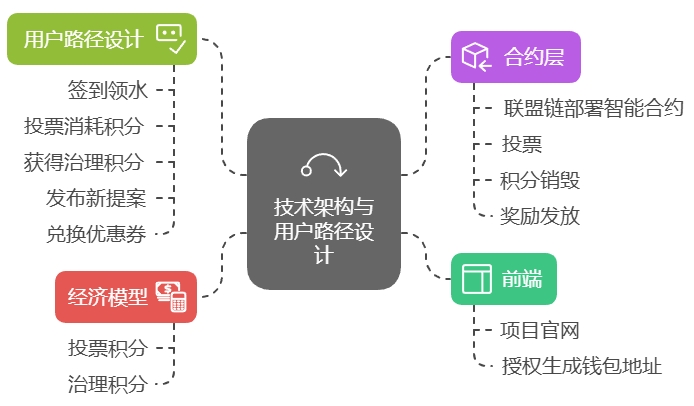 用户路径设计
签到领水
投票消耗积分
获得治理积分
发布新提案
兑换优惠券
经济模型
投票积分
治理积分
技术架构与
用户路径设
计
合约层
联盟链部署智能合约
投票
积分销毁
奖励发放
前端
项目官网
授权生成钱包地址